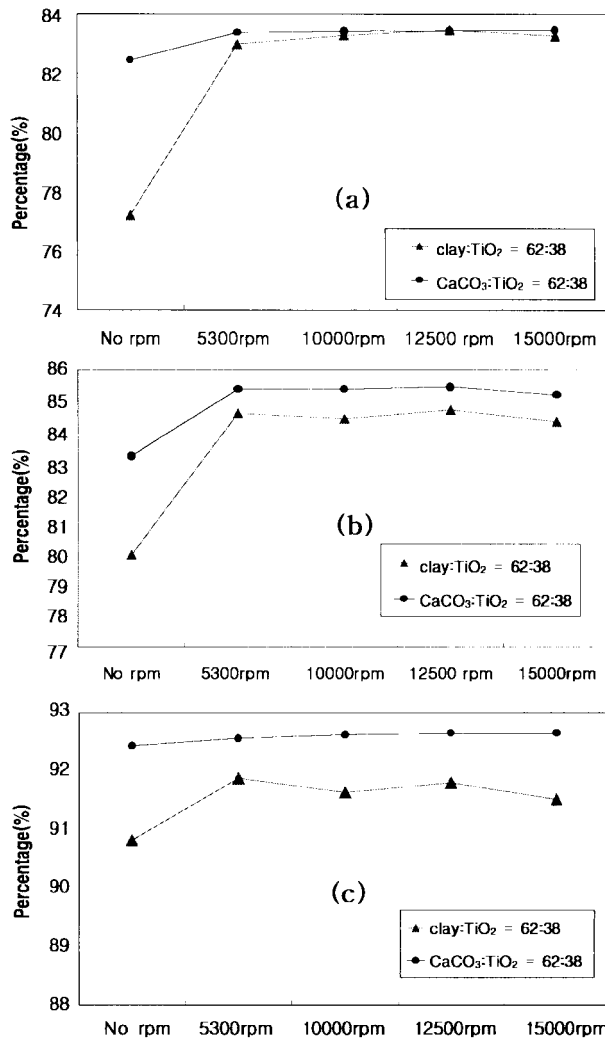 84
82
80
78
76
74
Percentage(%)
(a)
clay:TiO₂ = 62:38
CaCO₃:TiO₂ = 62:38
No rpm 5300rpm 10000rpm 12500 rpm 15000rpm
86
85
84
83
82
81
80
79
78
77
Percentage(%)
(b)
clay:TiO₂ = 62:38
CaCO₃:TiO₂ = 62:38
No rpm 5300rpm 10000rpm 12500rpm 15000rpm
93
92
91
90
89
88
Percentage(%)
(c)
clay:TiO₂ = 62:38
CaCO₃:TiO₂ = 62:38
No rpm 5300rpm 10000rpm 12500rpm 15000rpm